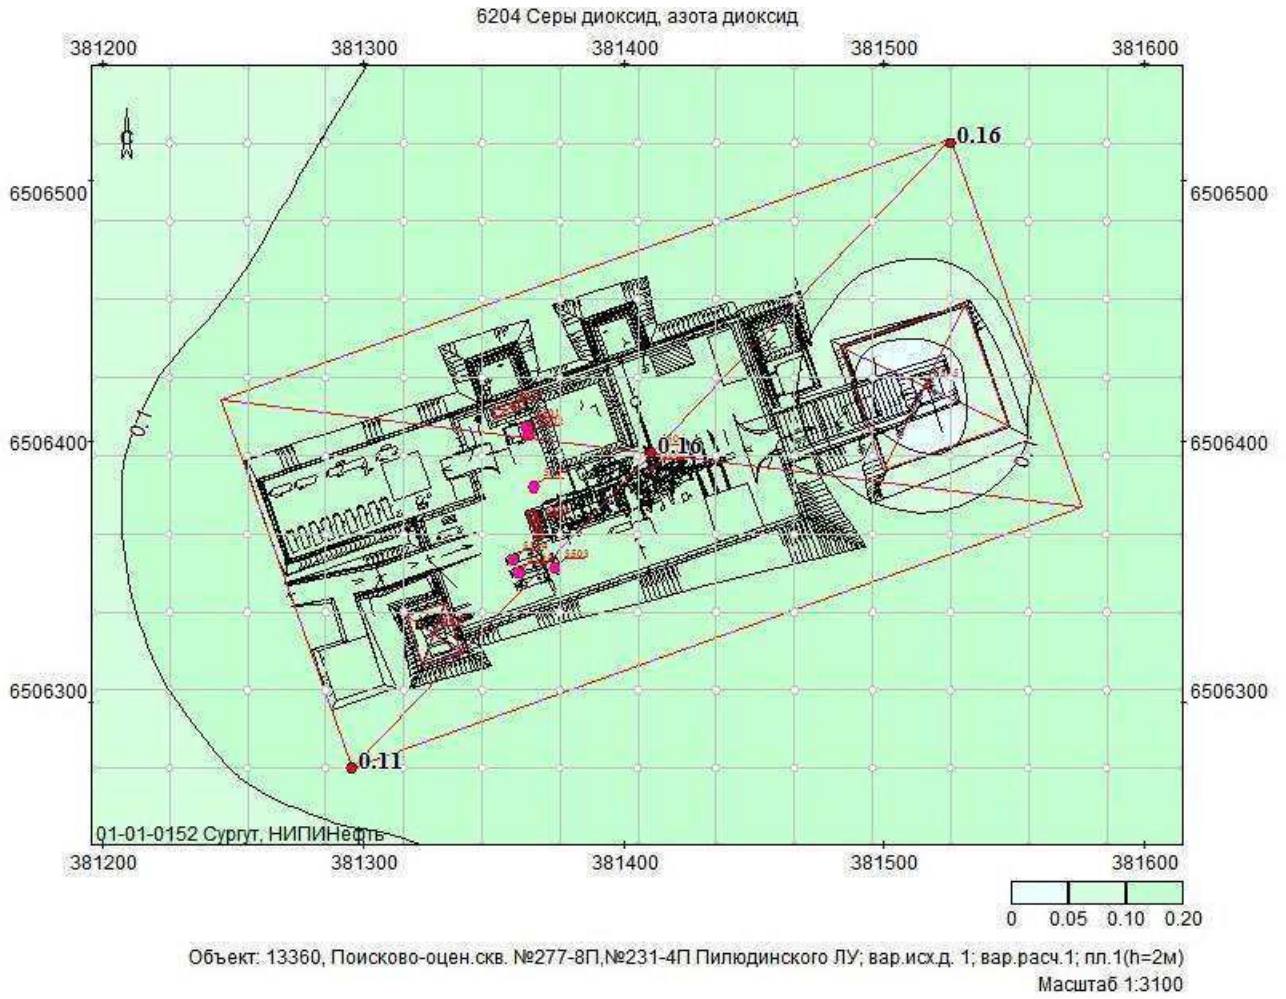 6204 Серы диоксид, азота диоксид
381200 381300 381400 381500 381600
С
0.16
6506500 6506500
0.1
6506400 0.16 6506400
6503
6506300 6506300
0.11
01-01-0152 Сургут, НИПИНефть
381200 381300 381400 381500 381600
0 0.05 0.10 0.20
Объект: 13360, Поисково-оцен.скв. №277-8П,№231-4П Пилюдинского ЛУ; вар.исх.д. 1; вар.расч.1; пл.1(h=2м)
Масштаб 1:3100